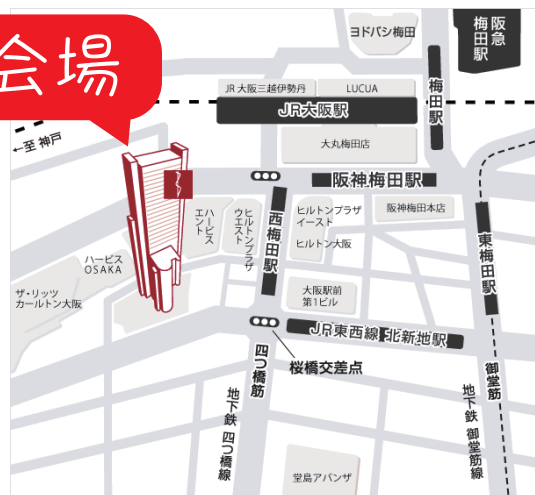 会場
ヨドバシ梅田
阪急
梅田駅
梅田駅
JR大阪三越伊勢丹
LUCUA
JR大阪駅
大丸梅田店
←至 神戸
阪神梅田駅
阪神梅田本店
ハービス
エント
ヒルトンプラザ
ウエスト
西梅田駅
ヒルトンプラザ
イースト
ヒルトン大阪
東梅田駅
ハービス
OSAKA
ザ・リッツ
カールトン大阪
大阪駅前
第1ビル
JR東西線 北新地駅
桜橋交差点
四つ橋筋
地下鉄 四つ橋線
御堂筋
地下鉄 御堂筋線
堂島アバンザ